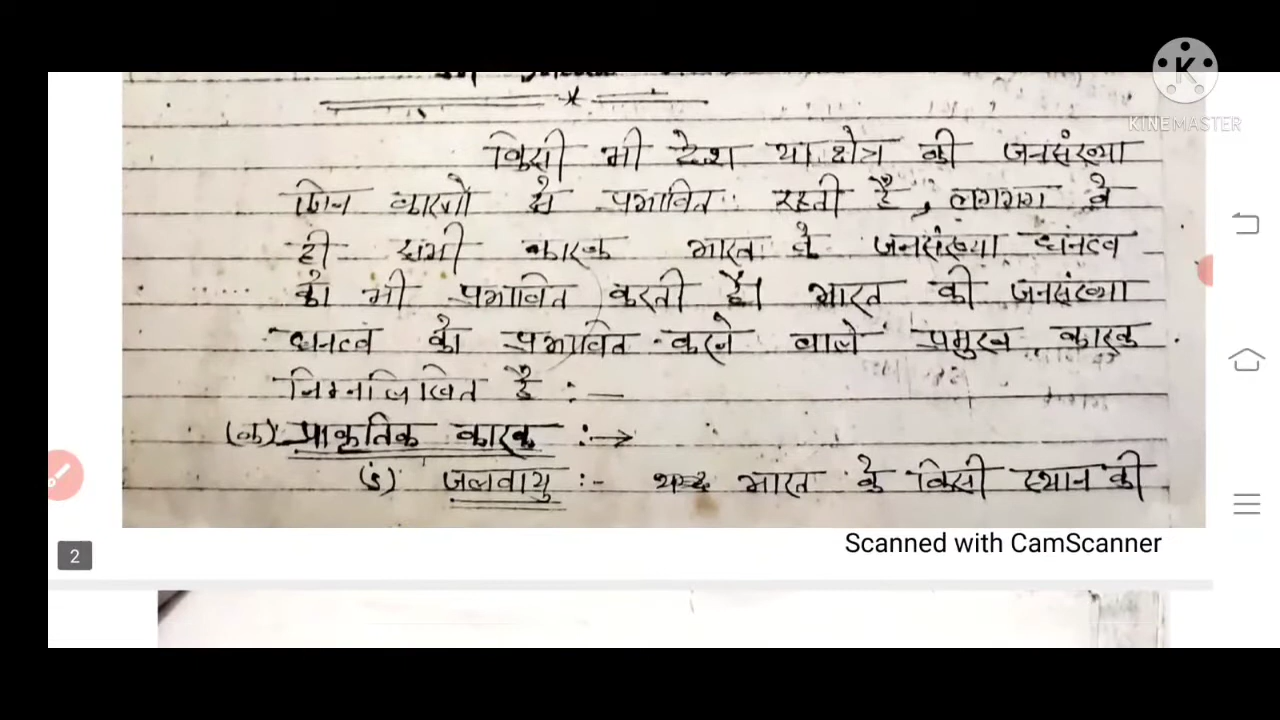 KINEMASTER
किसी भी देश या क्षेत्र की जनसंख्या
जिन कारणों से प्रभावित रहती है, लगभग वे
ही सभी कारक भारत के जनसंख्या घनत्व
को भी प्रभावित करती है। भारत की जनसंख्या
घनत्व को प्रभावित करने वाले प्रमुख कारक
निम्नलिखित है :—
(क) प्राकृतिक कारक :→
जलवायु :- भारत के किसी स्थान की
Scanned with CamScanner
2